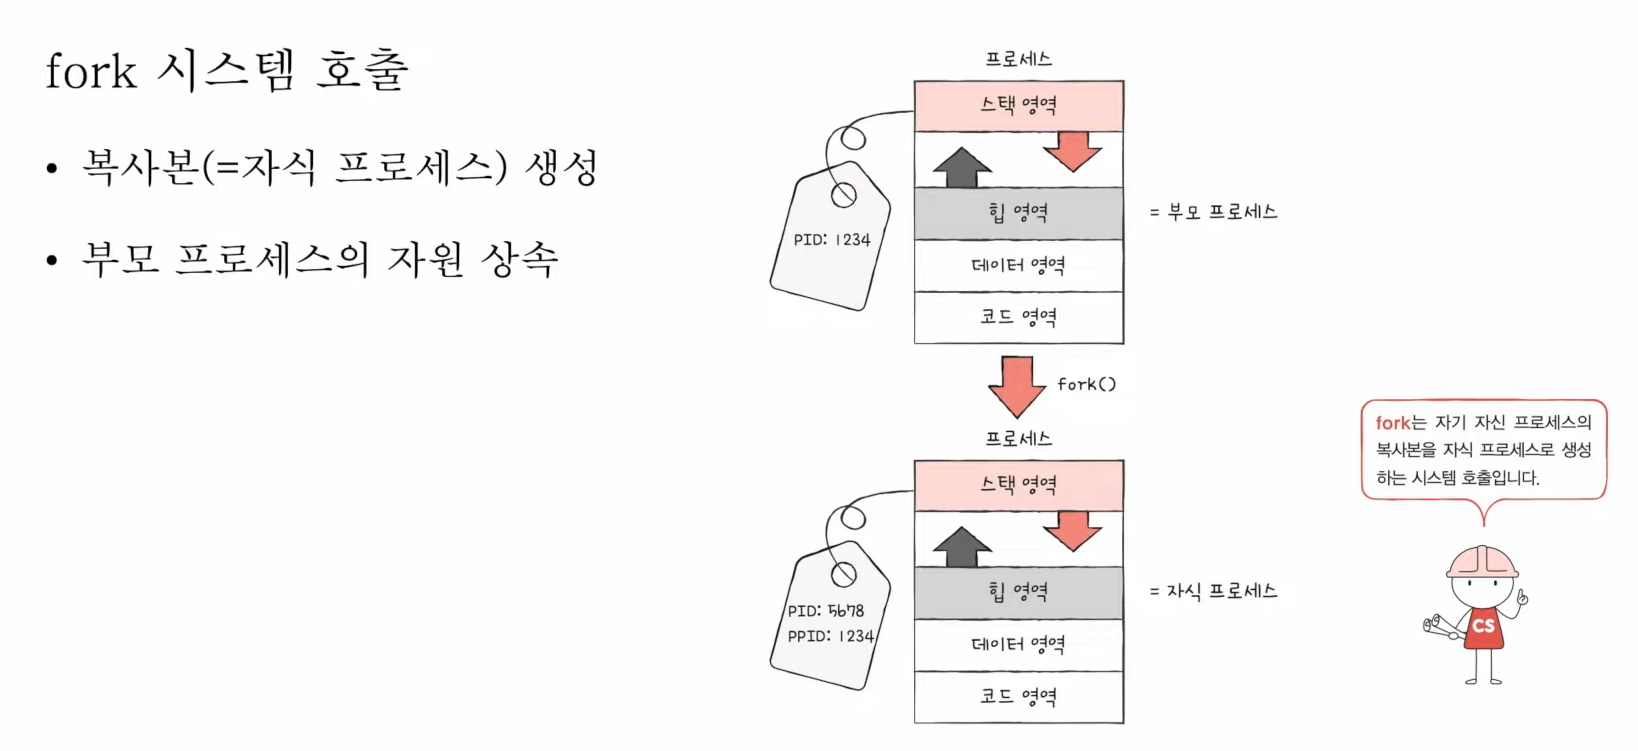 fork 시스템 호출
• 복사본(=자식 프로세스) 생성
• 부모 프로세스의 자원 상속
프로세스
스택 영역
힙 영역
데이터 영역
코드 영역
PID: 1234
= 부모 프로세스
fork()
프로세스
스택 영역
힙 영역
데이터 영역
코드 영역
PID: 5678
PPID: 1234
= 자식 프로세스
fork는 자기 자신 프로세스의
복사본을 자식 프로세스로 생성
하는 시스템 호출입니다.
CS